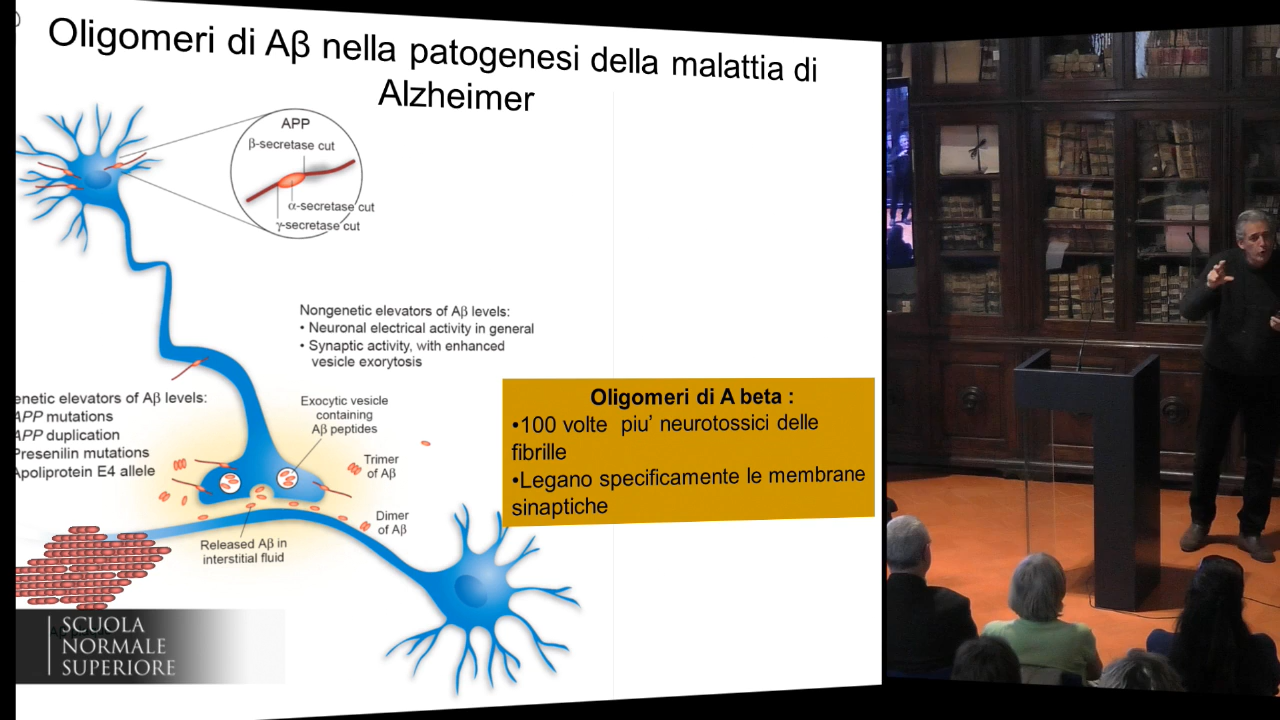 Oligomeri di Aβ nella patogenesi della malattia di
Alzheimer
APP
β-secretase cut
α-secretase cut
γ-secretase cut
Nongenetic elevators of Aβ levels:
• Neuronal electrical activity in general
• Synaptic activity, with enhanced
vesicle exorytosis
enetic elevators of Aβ levels:
APP mutations
APP duplication
Presenilin mutations
Apoliprotein E4 allele
Exocytic vesicle
containing
Aβ peptides
Trimer
of Aβ
Dimer
of Aβ
Released Aβ in
interstitial fluid
Oligomeri di A beta :
•100 volte piu’ neurotossici delle
fibrille
•Legano specificamente le membrane
sinaptiche
SCUOLA
NORMALE
SUPERIORE